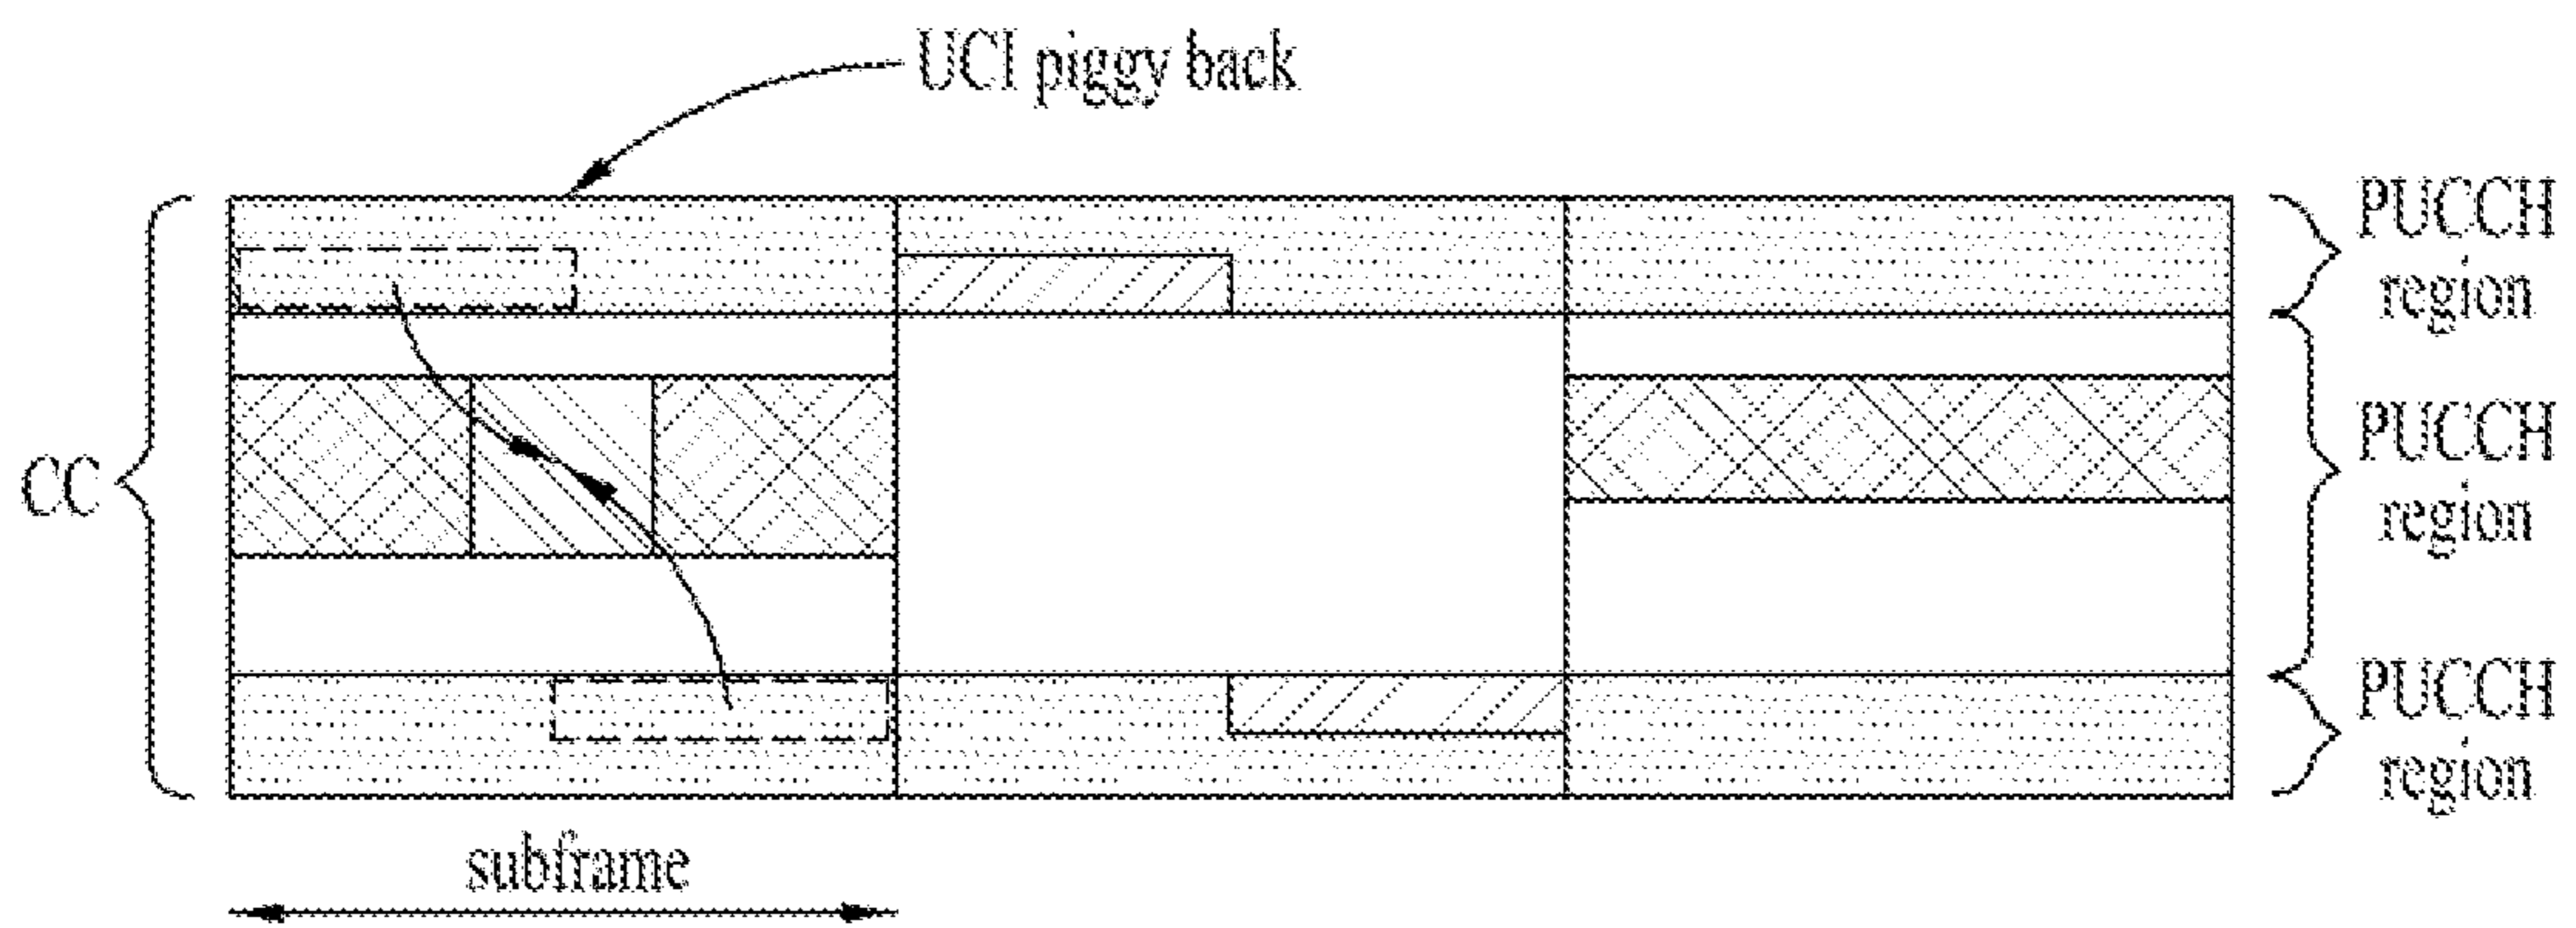 UCI piggy back
PUCCH
region
CC
PUCCH
region
PUCCH
region
subframe